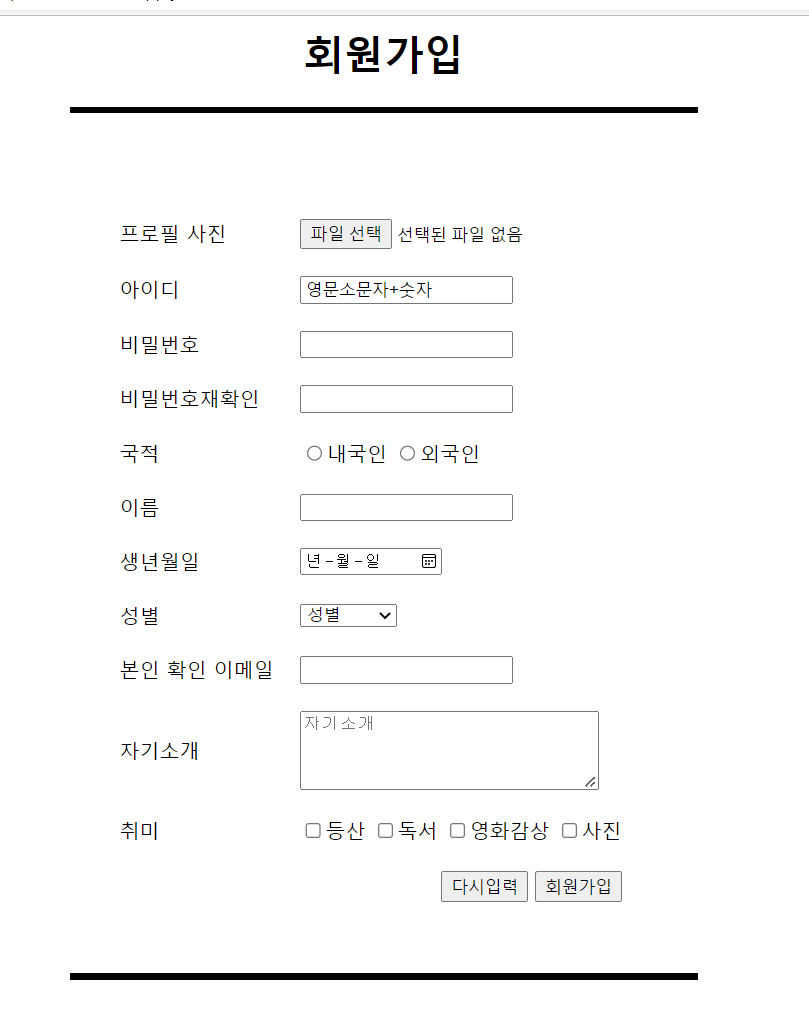 회원가입
프로필 사진 파일 선택 선택된 파일 없음
아이디 영문소문자+숫자
비밀번호
비밀번호재확인
국적 내국인 외국인
이름
생년월일 년-월-일
성별 성별
본인 확인 이메일
자기소개 자기소개
취미 등산 독서 영화감상 사진
다시입력 회원가입